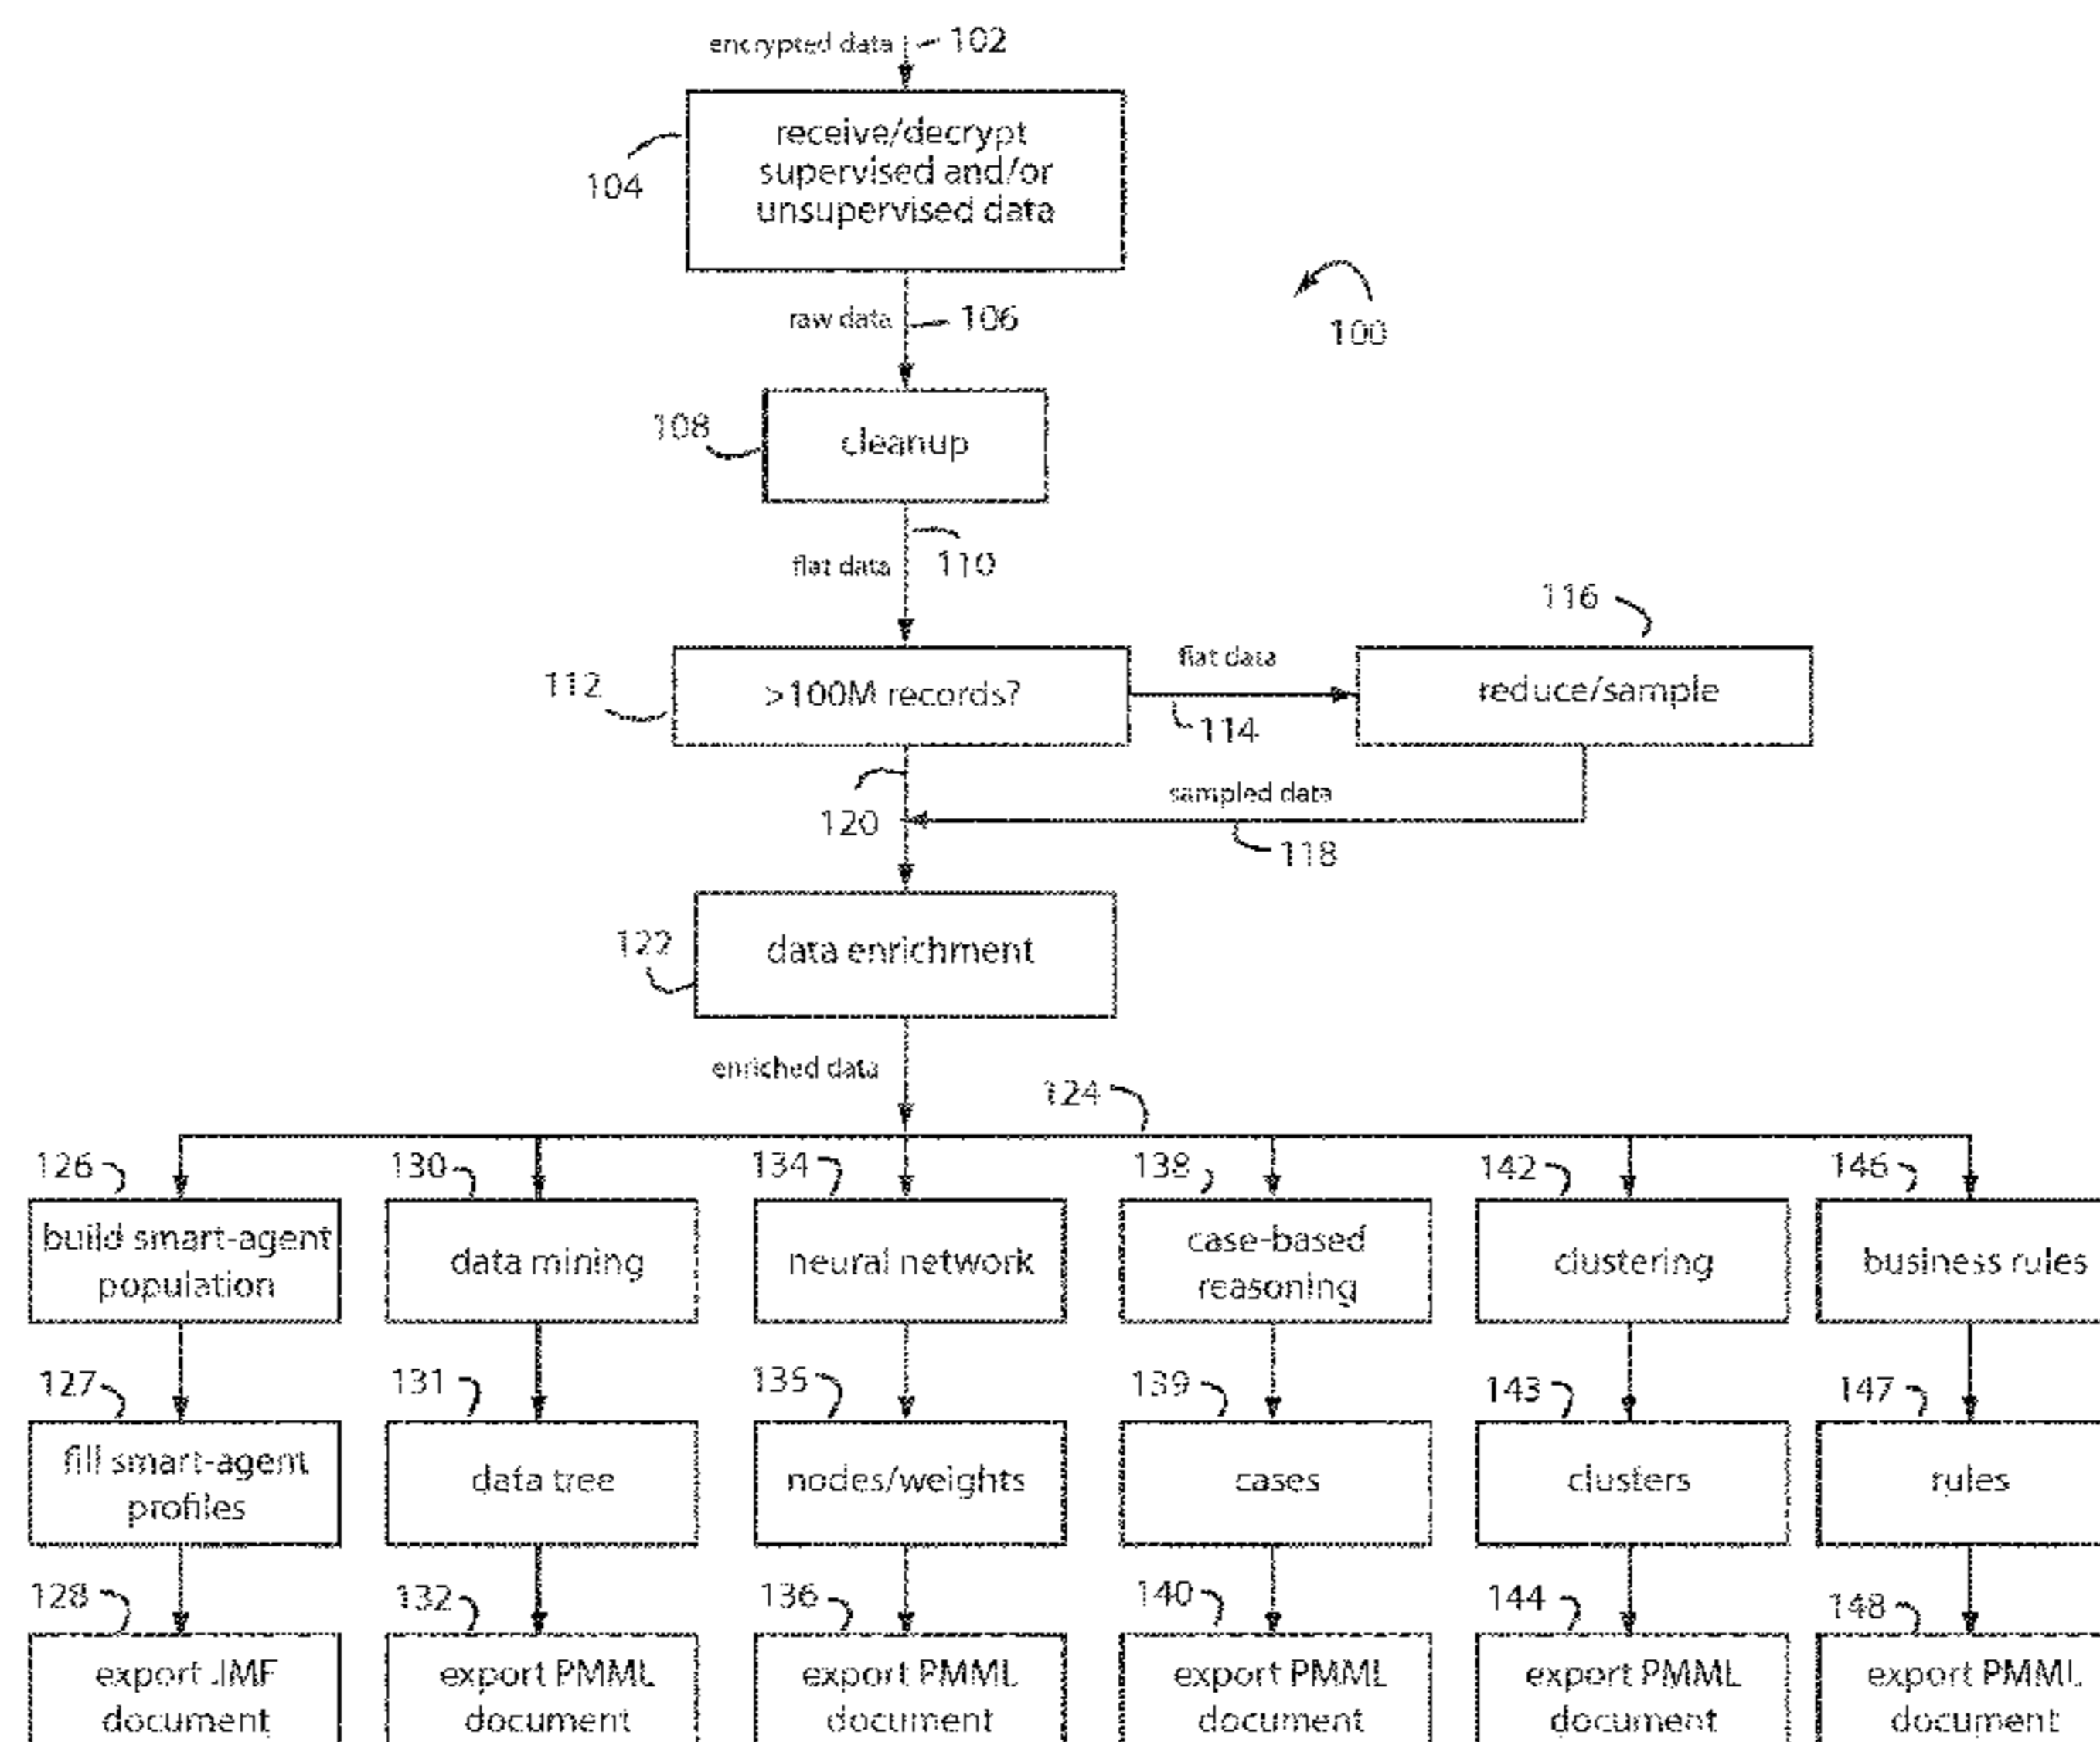 encrypted data 102
receive/decrypt
supervised and/or
unsupervised data
104
raw data 106
100
108
cleanup
flat data 110
116
112
>100M records?
flat data
114
reduce/sample
120
sampled data
118
122
data enrichment
enriched data
124
126 130 134 138 142 146
build smart-agent
population
data mining
neural network
case-based
reasoning
clustering
business rules
127 131 135 139 143 147
fill smart-agent
profiles
data tree
nodes/weights
cases
clusters
rules
128 132 136 140 144 148
export .IMF
document
export PMML
document
export PMML
document
export PMML
document
export PMML
document
export PMML
document